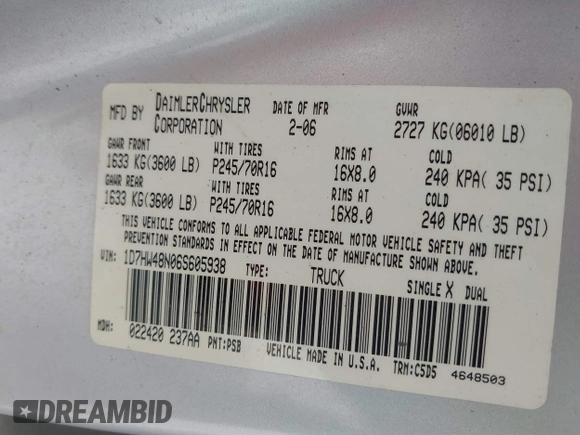 MFD BY DAIMLERCHRYSLER CORPORATION DATE OF MFR 2-06 GVWR 2727 KG(06010 LB)
GAWR FRONT WITH TIRES RIMS AT COLD
1633 KG(3600 LB) P245/70R16 16X8.0 240 KPA( 35 PSI)
GAWR REAR WITH TIRES RIMS AT COLD
1633 KG(3600 LB) P245/70R16 16X8.0 240 KPA( 35 PSI)
THIS VEHICLE CONFORMS TO ALL APPLICABLE FEDERAL MOTOR VEHICLE SAFETY AND THEFT
PREVENTION STANDARDS IN EFFECT ON THE DATE OF MANUFACTURE SHOWN ABOVE.
VIN: 1D7HW48N06S605938 TYPE: TRUCK SINGLE X DUAL
MDH: 022420 237AA PNT:PSB VEHICLE MADE IN U.S.A. TRM:C5D5 4648503
DREAMBID